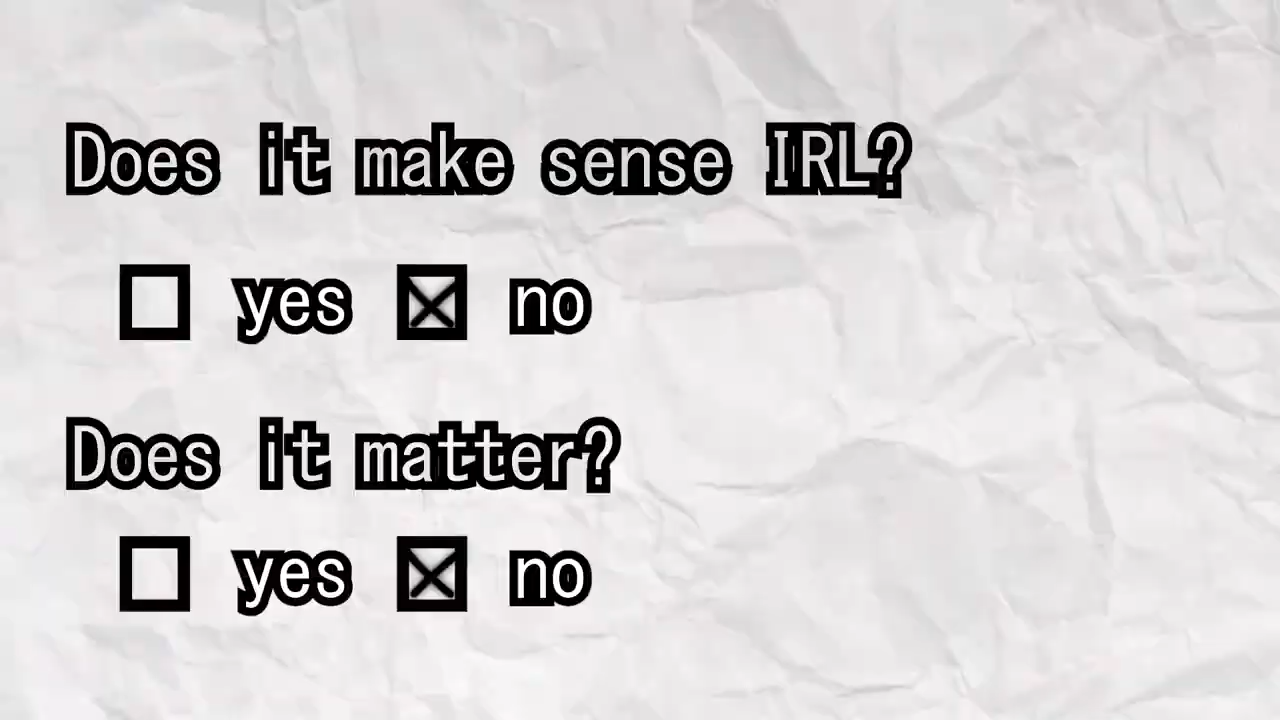 Does it make sense IRL?
☐ yes ☒ no
Does it matter?
☐ yes ☒ no